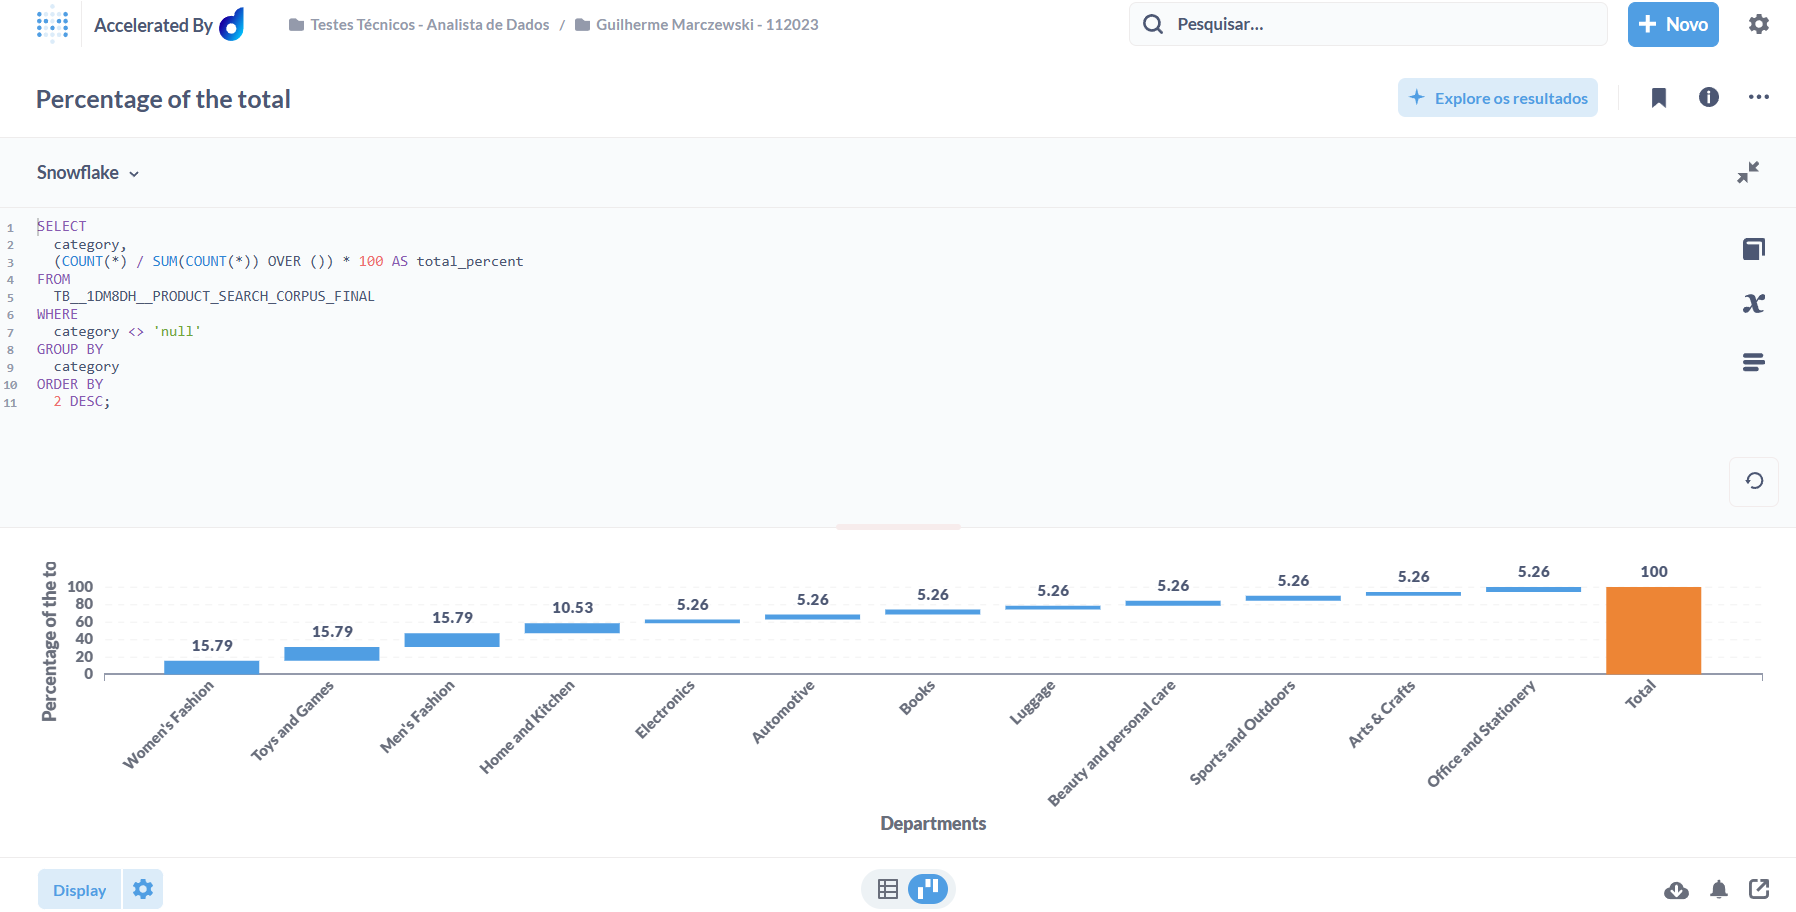 Accelerated By
Testes Técnicos - Analista de Dados / Guilherme Marczewski - 112023
Pesquisar...
Novo
Percentage of the total
Explore os resultados
Snowflake
1 SELECT
2 category,
3 (COUNT(*) / SUM(COUNT(*)) OVER ()) * 100 AS total_percent
4 FROM
5 TB__1DM8DH__PRODUCT_SEARCH_CORPUS_FINAL
6 WHERE
7 category <> 'null'
8 GROUP BY
9 category
10 ORDER BY
11 2 DESC;
Percentage of the to
100
80
60
40
20
0
15.79
15.79
15.79
10.53
5.26
5.26
5.26
5.26
5.26
5.26
5.26
5.26
100
Women's Fashion
Toys and Games
Men's Fashion
Home and Kitchen
Electronics
Automotive
Books
Luggage
Beauty and personal care
Sports and Outdoors
Arts & Crafts
Office and Stationery
Total
Departments
Display